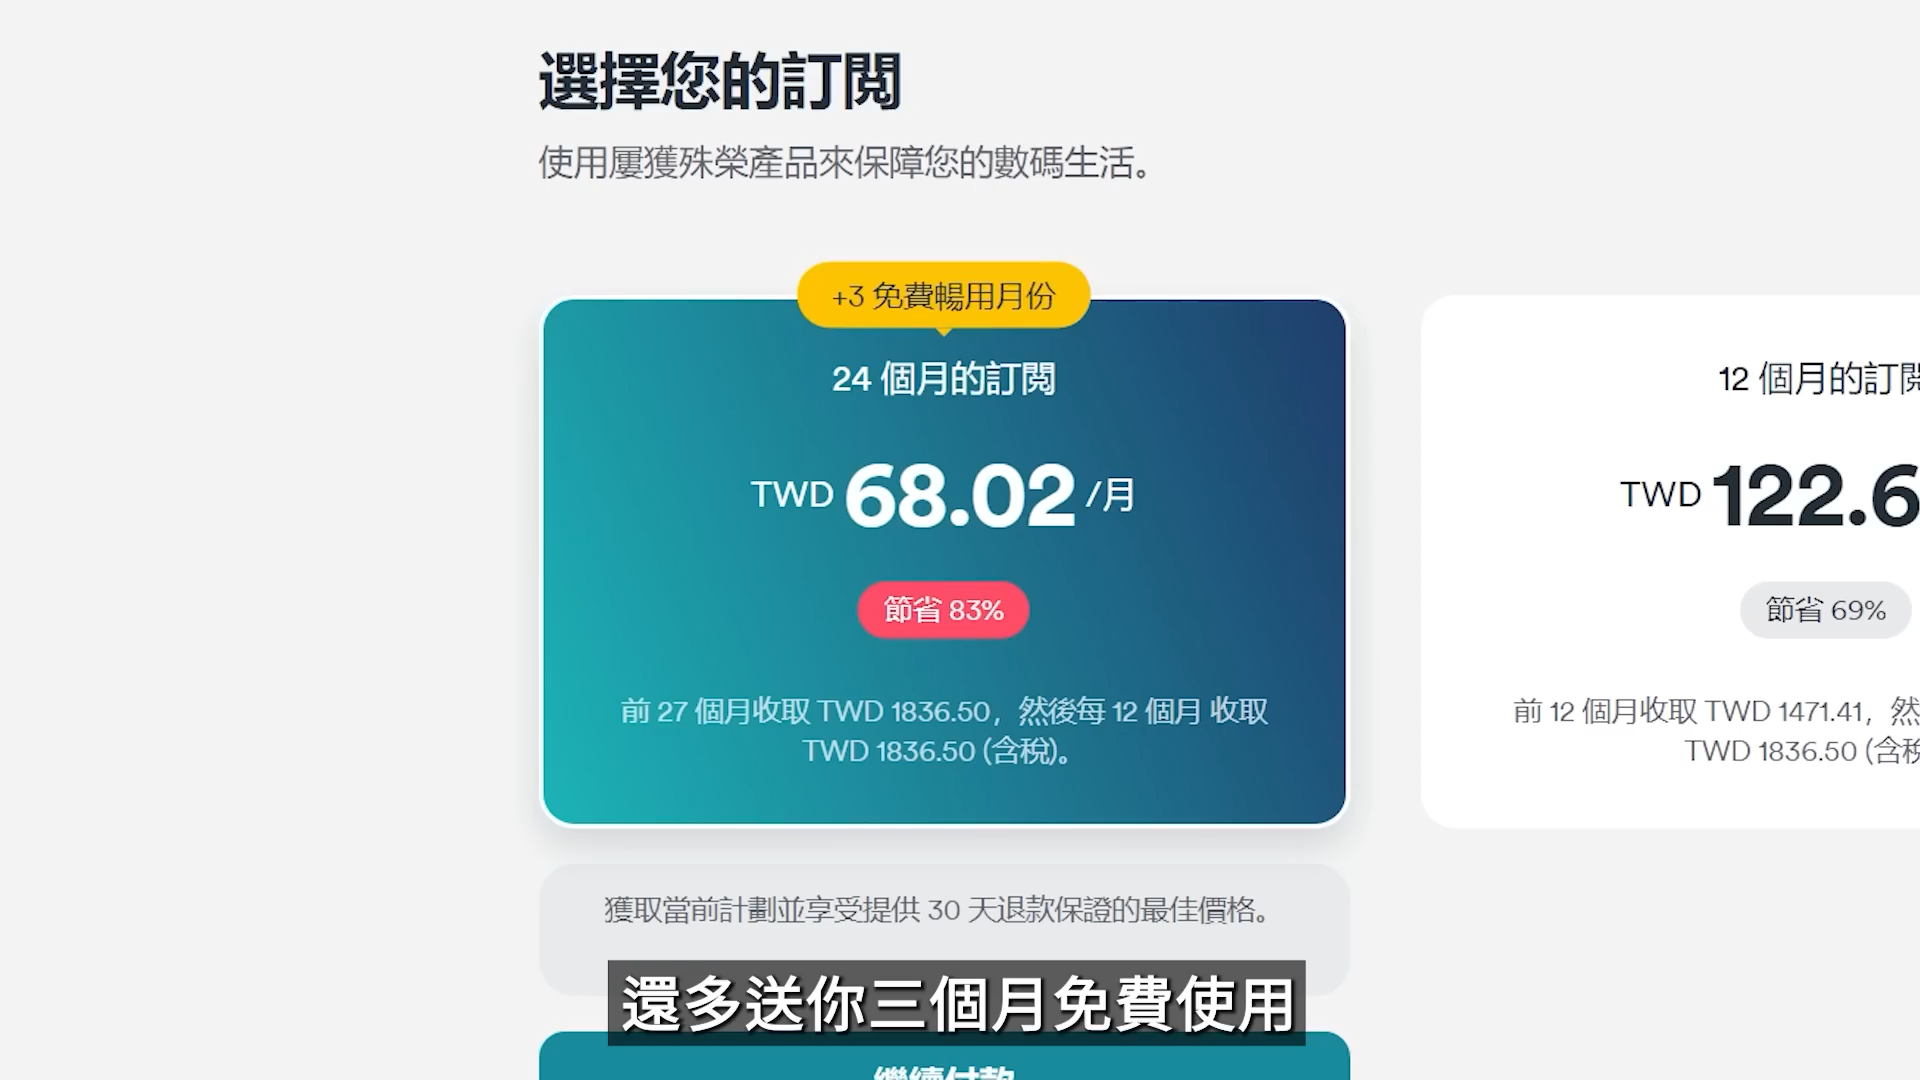 選擇您的訂閱
使用屢獲殊榮產品來保障您的數碼生活。
+3 免費暢用月份
24 個月的訂閱
TWD 68.02 /月
節省 83%
前 27 個月收取 TWD 1836.50，然後每 12 個月 收取
TWD 1836.50 (含稅)。
12 個月的訂閱
TWD 122.6
節省 69%
前 12 個月收取 TWD 1471.41，然
TWD 1836.50 (含稅
獲取當前計劃並享受提供 30 天退款保證的最佳價格。
還多送你三個月免費使用
繼續付款